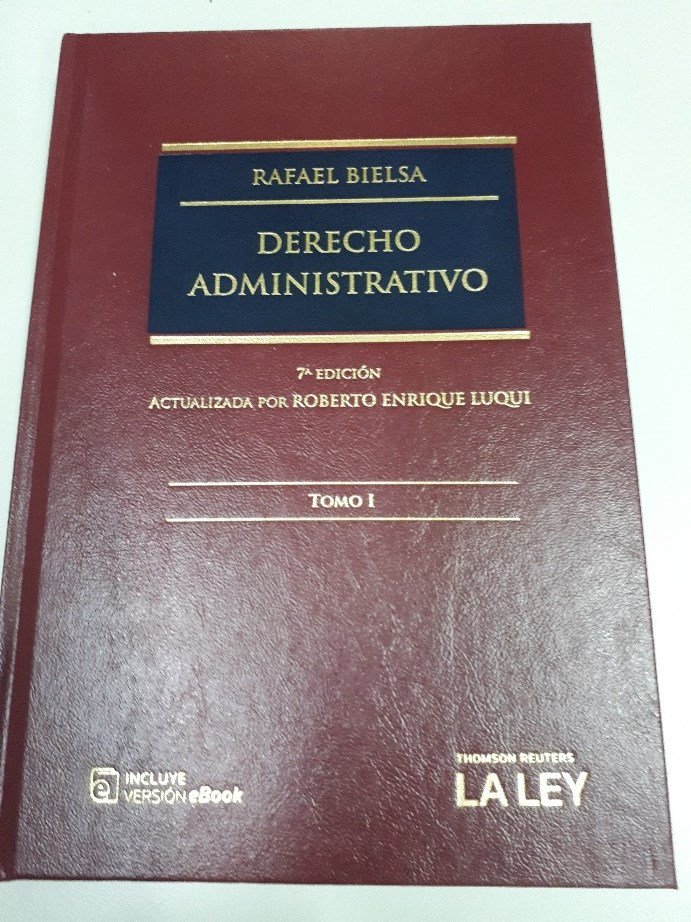 RAFAEL BIELSA
DERECHO
ADMINISTRATIVO
7ª EDICIÓN
ACTUALIZADA POR ROBERTO ENRIQUE LUQUI
TOMO I
e
INCLUYE
VERSIÓN eBook
THOMSON REUTERS
LA LEY